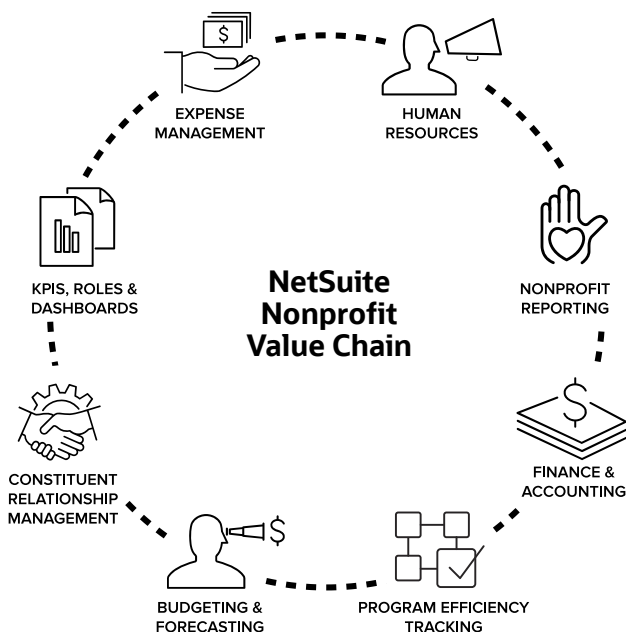 EXPENSE
MANAGEMENT
HUMAN
RESOURCES
KPIS, ROLES &
DASHBOARDS
NetSuite
Nonprofit
Value Chain
NONPROFIT
REPORTING
CONSTITUENT
RELATIONSHIP
MANAGEMENT
FINANCE &
ACCOUNTING
BUDGETING &
FORECASTING
PROGRAM EFFICIENCY
TRACKING